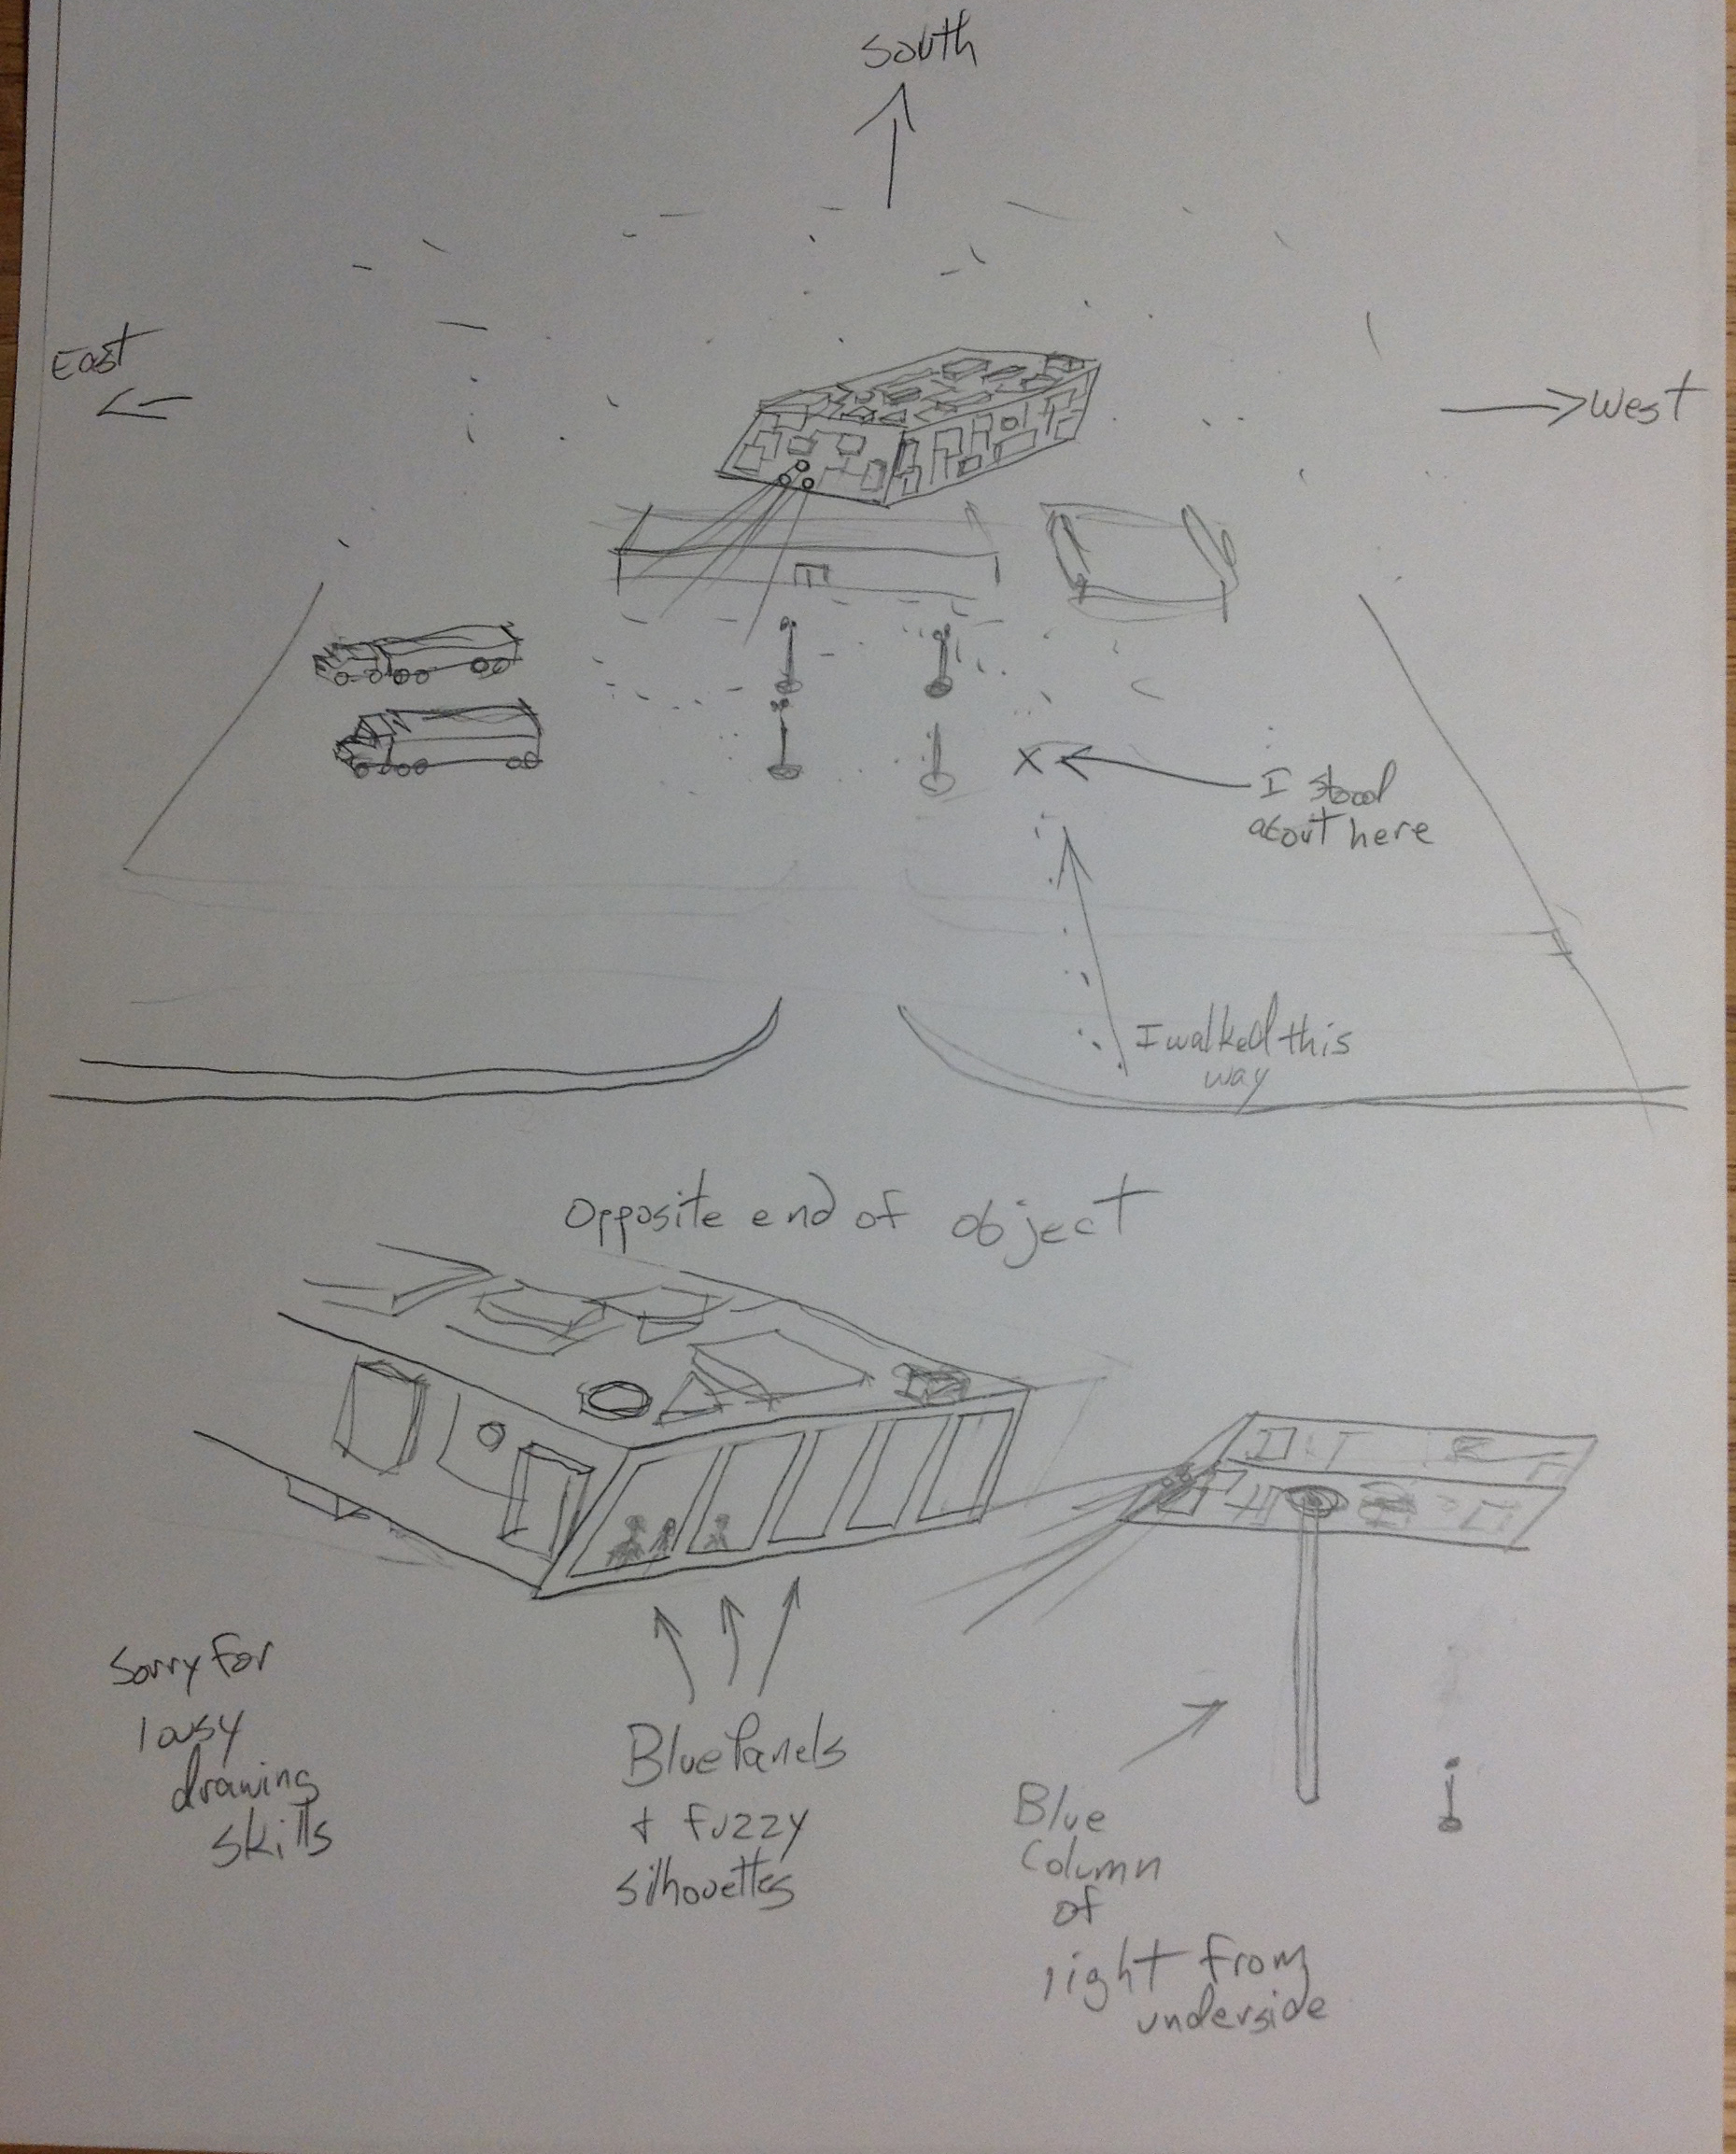 South
East
West
X
I stood
about here
I walked this
way
Opposite end of object
Sorry for
lousy
drawing
skills
Blue Panels
+ fuzzy
silhouettes
Blue
Column
of
light from
underside